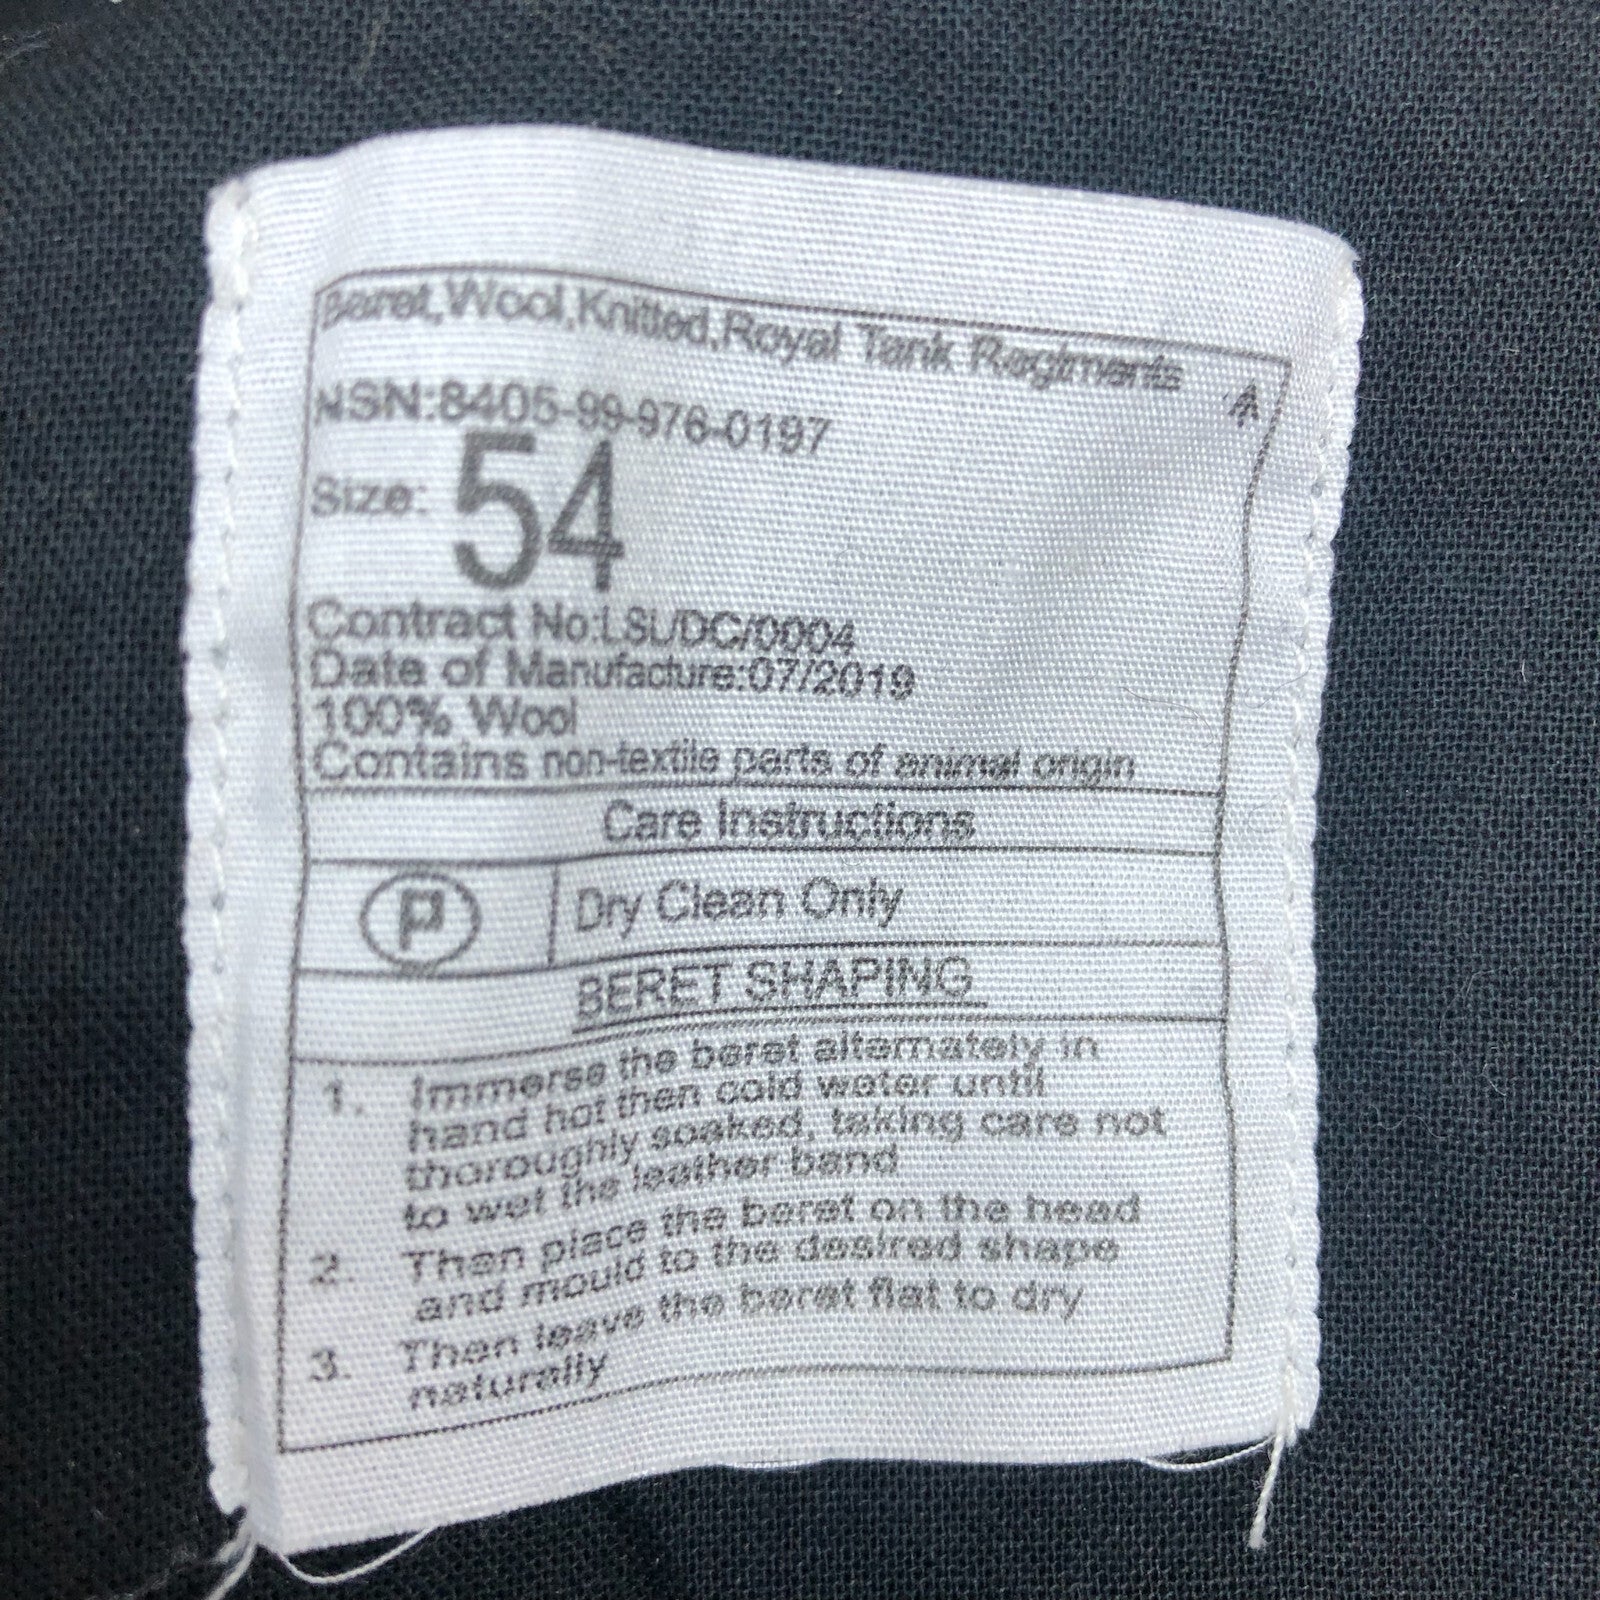 Beret,Wool,Knitted,Royal Tank Regiments
NSN:8405-99-976-0197
Size: 54
Contract No:LSL/DC/0004
Date of Manufacture:07/2019
100% Wool
Contains non-textile parts of animal origin
Care Instructions
P Dry Clean Only
BERET SHAPING
1. Immerse the beret alternately in
hand hot then cold water until
thoroughly soaked, taking care not
to wet the leather band
2. Then place the beret on the head
and mould to the desired shape
3. Then leave the beret flat to dry
naturally